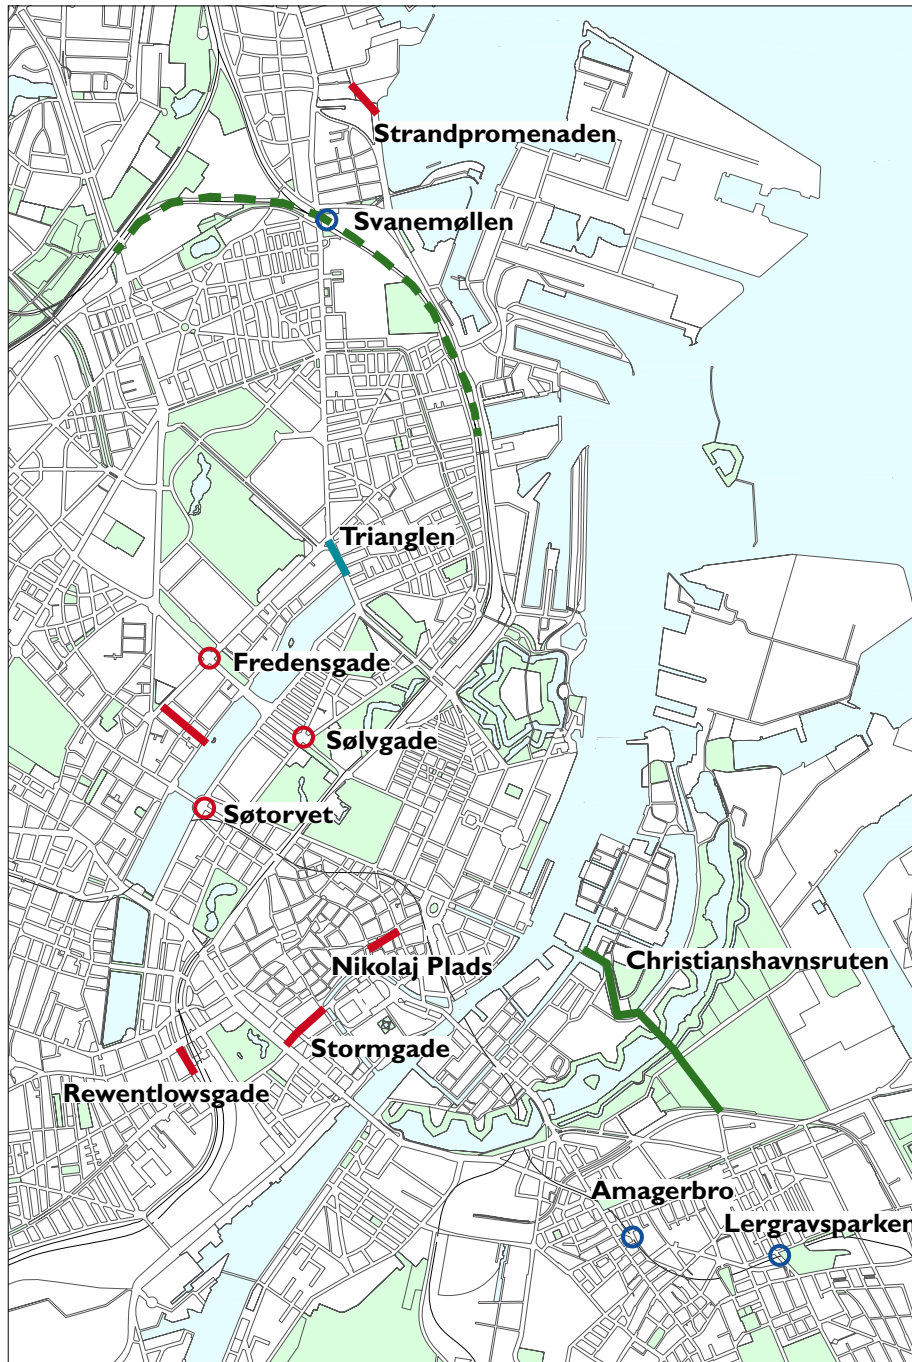 Strandpromenaden
Svanemøllen
Trianglen
Fredensgade
Sølvgade
Søtorvet
Nikolaj Plads
Christianshavnsruten
Stormgade
Rewentlowsgade
Amagerbro
Lergravsparken